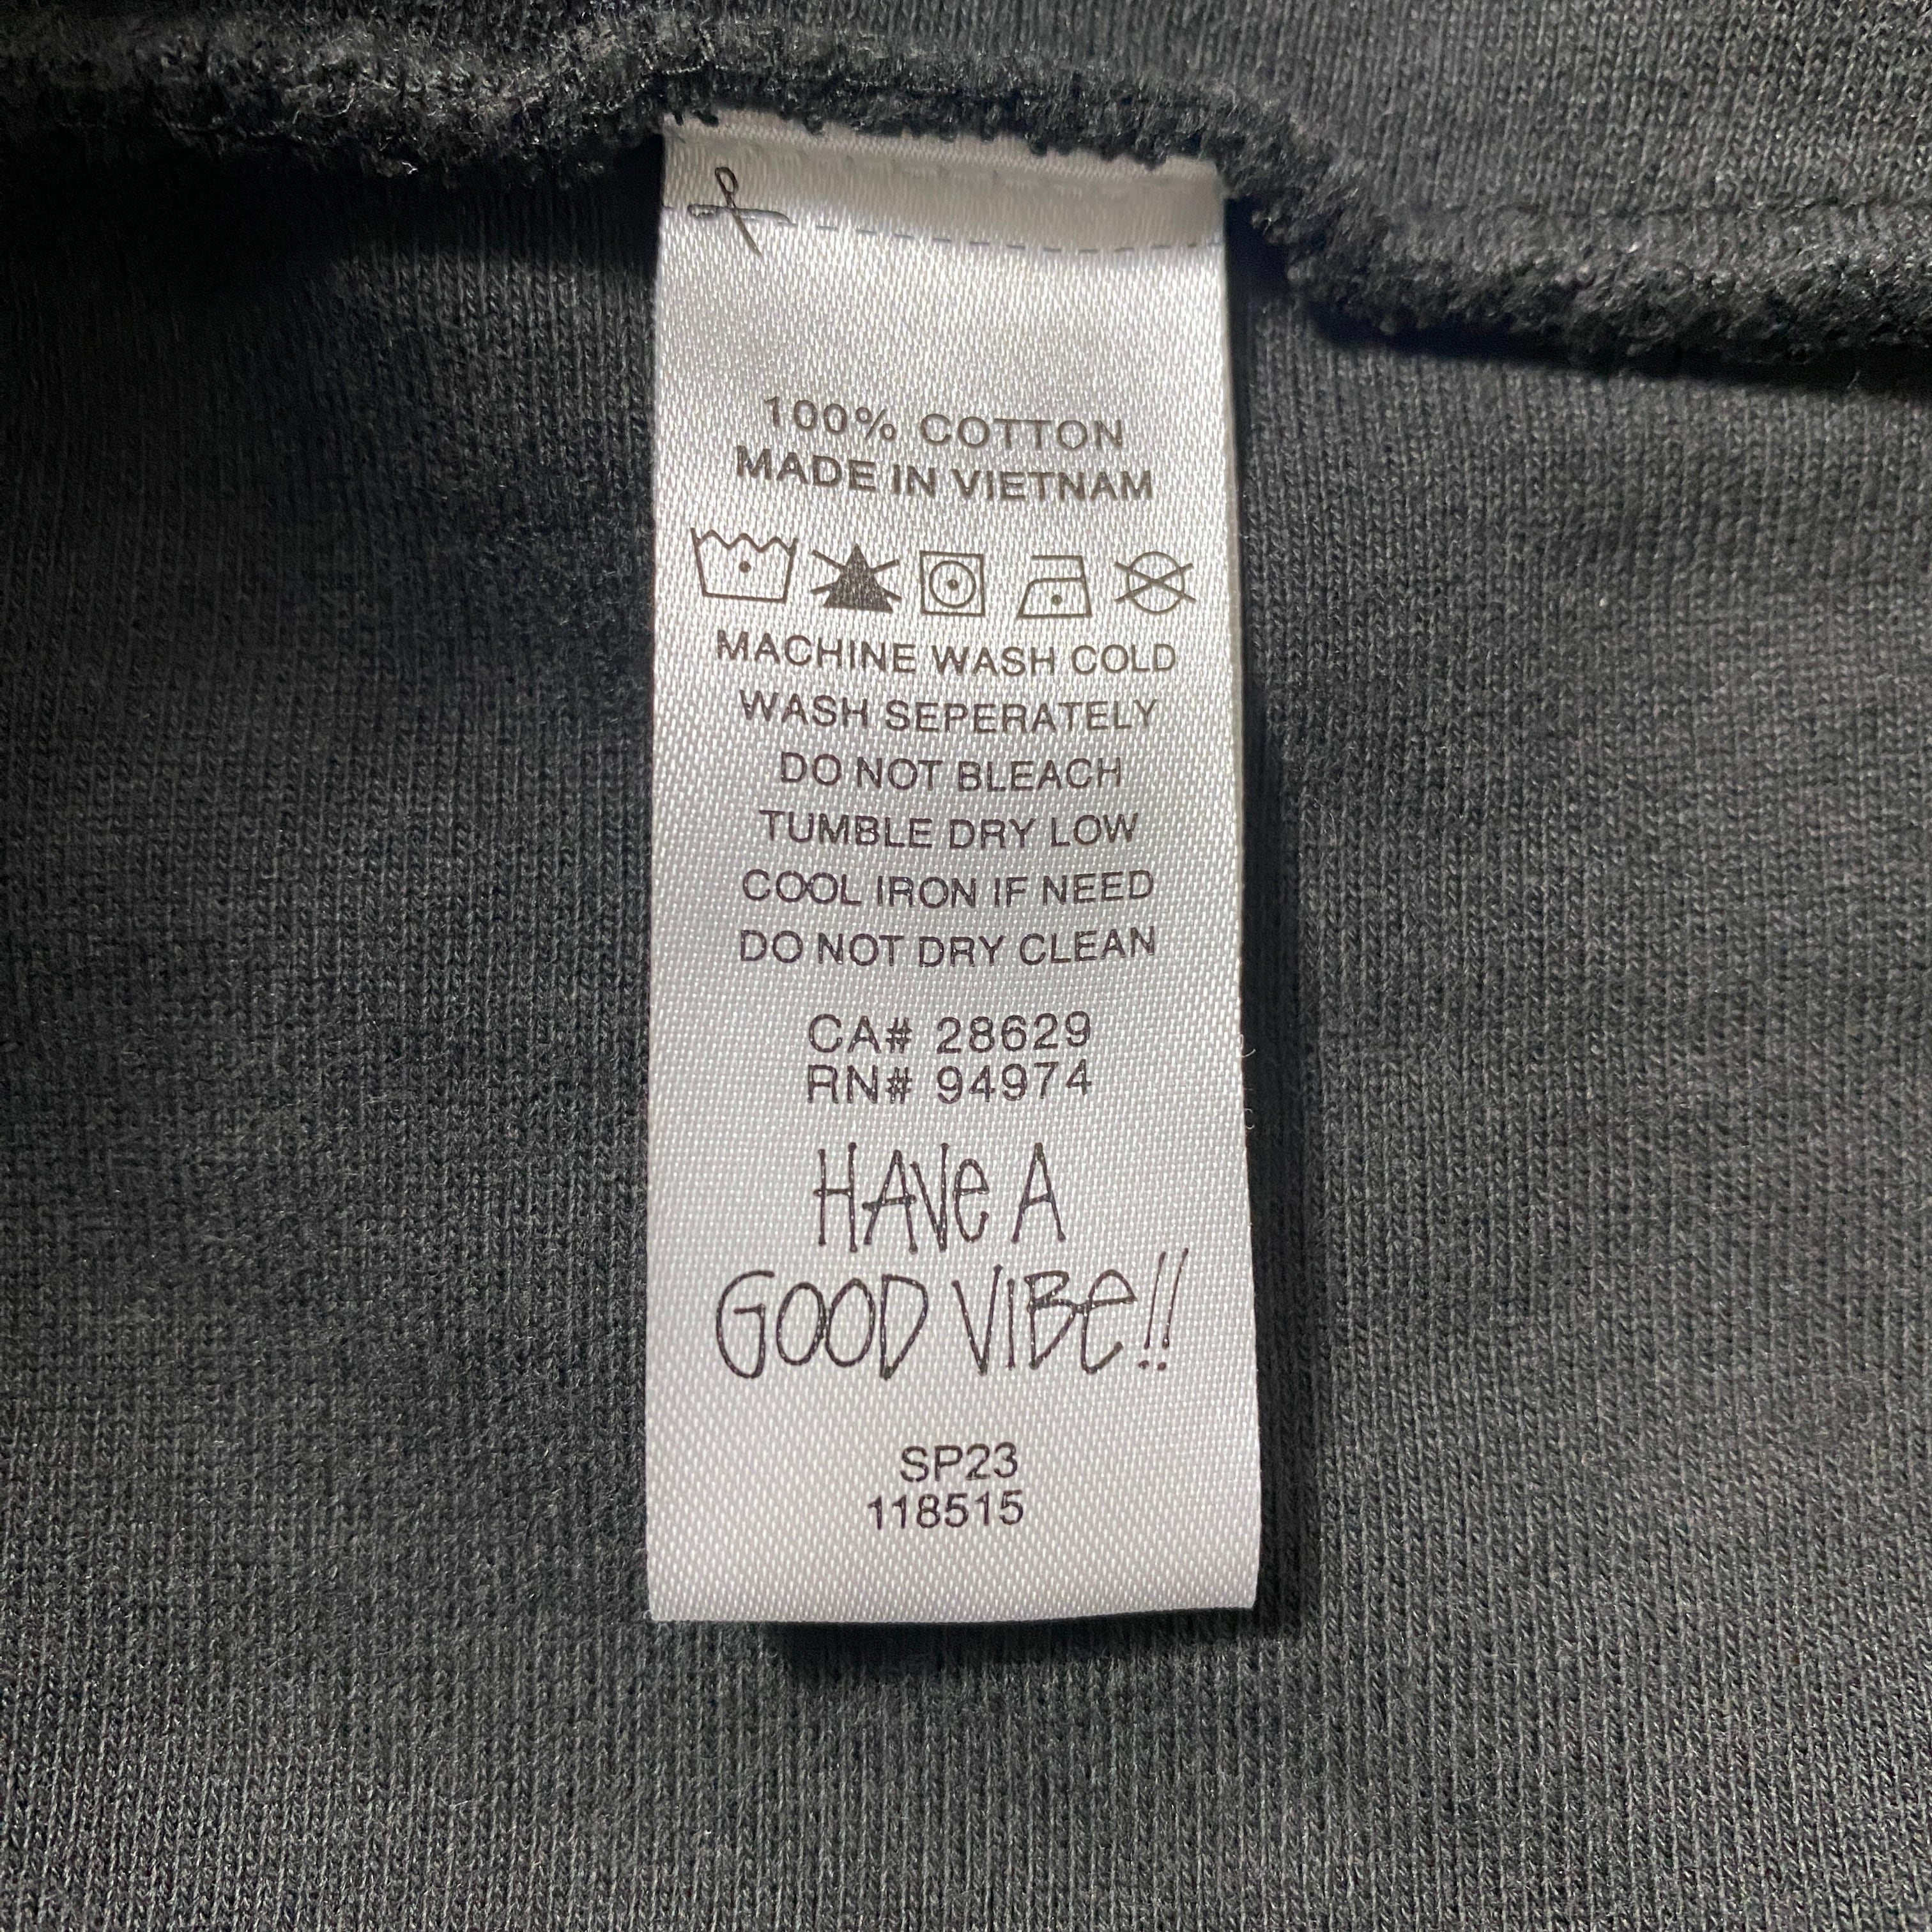 100% COTTON
MADE IN VIETNAM
MACHINE WASH COLD
WASH SEPERATELY
DO NOT BLEACH
TUMBLE DRY LOW
COOL IRON IF NEED
DO NOT DRY CLEAN
CA# 28629
RN# 94974
HAVe A
GOOD VIBe!!
SP23
118515